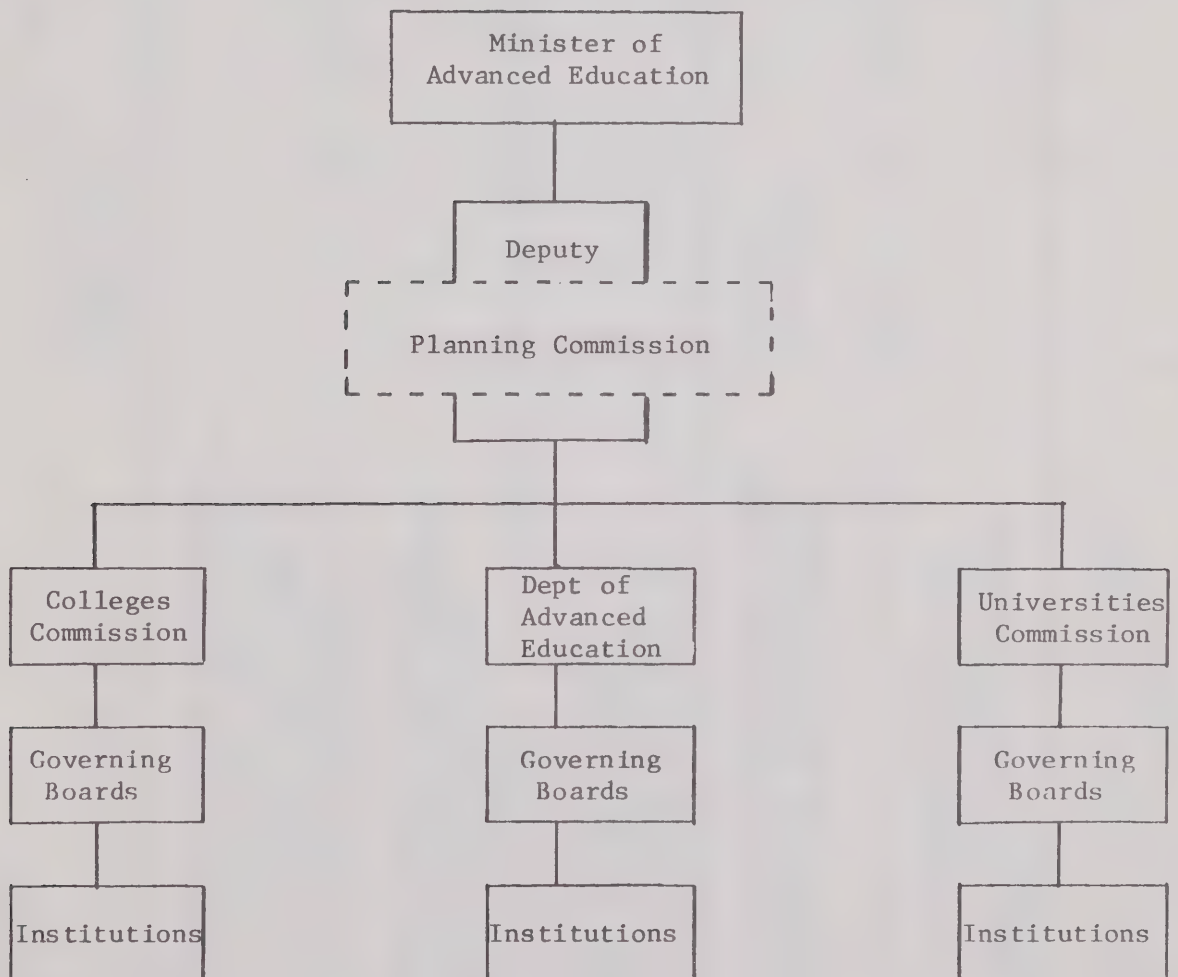 Minister of
Advanced Education
Deputy
Planning Commission
Colleges
Commission
Dept of
Advanced
Education
Universities
Commission
Governing
Boards
Governing
Boards
Governing
Boards
Institutions
Institutions
Institutions